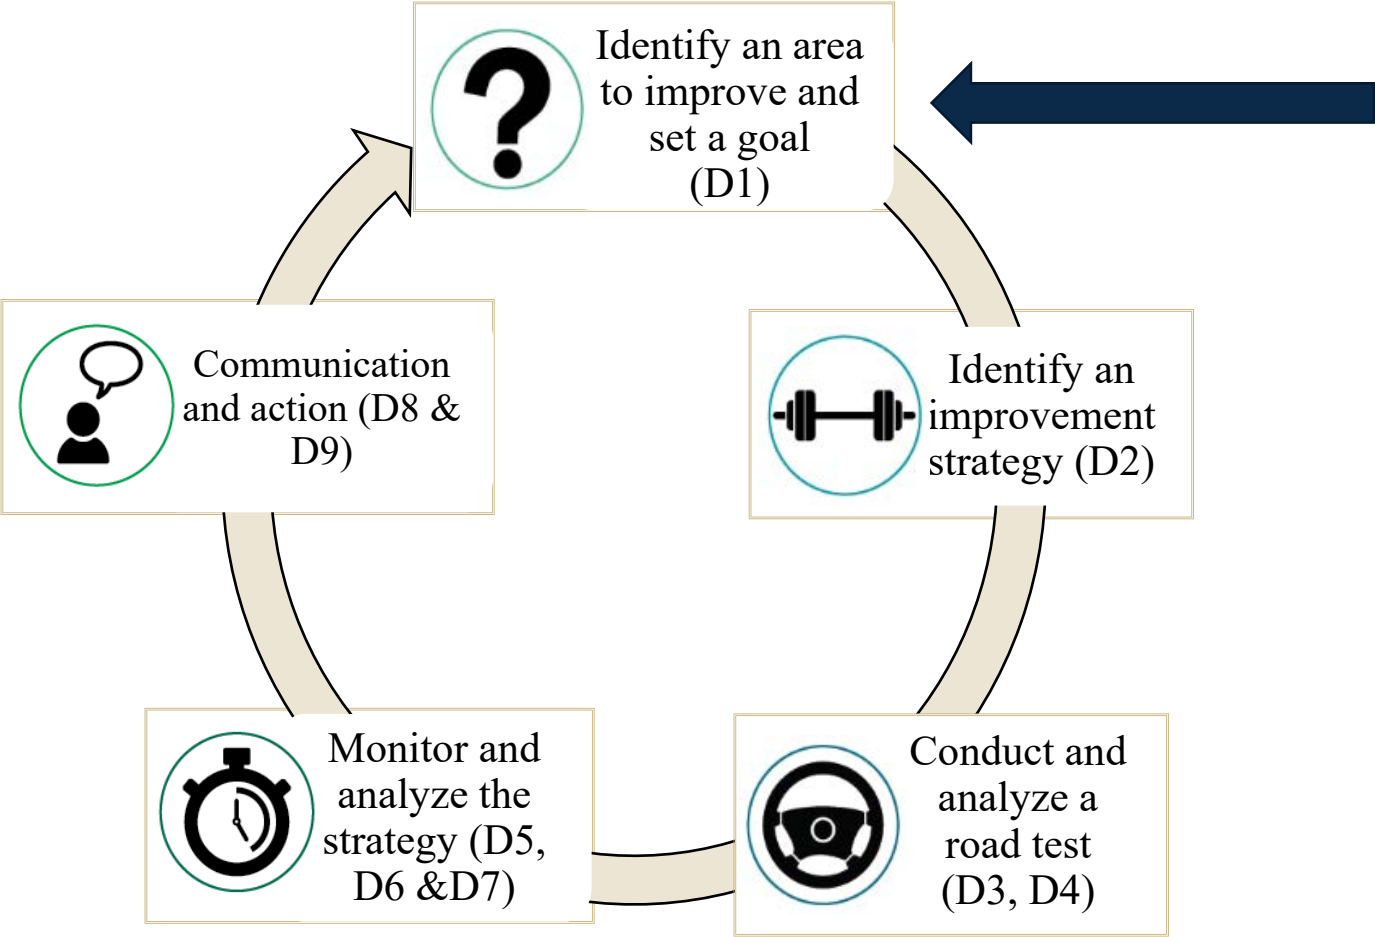 Identify an area
to improve and
set a goal
(D1)
Identify an
improvement
strategy (D2)
Conduct and
analyze a
road test
(D3, D4)
Monitor and
analyze the
strategy (D5,
D6 &D7)
Communication
and action (D8 &
D9)